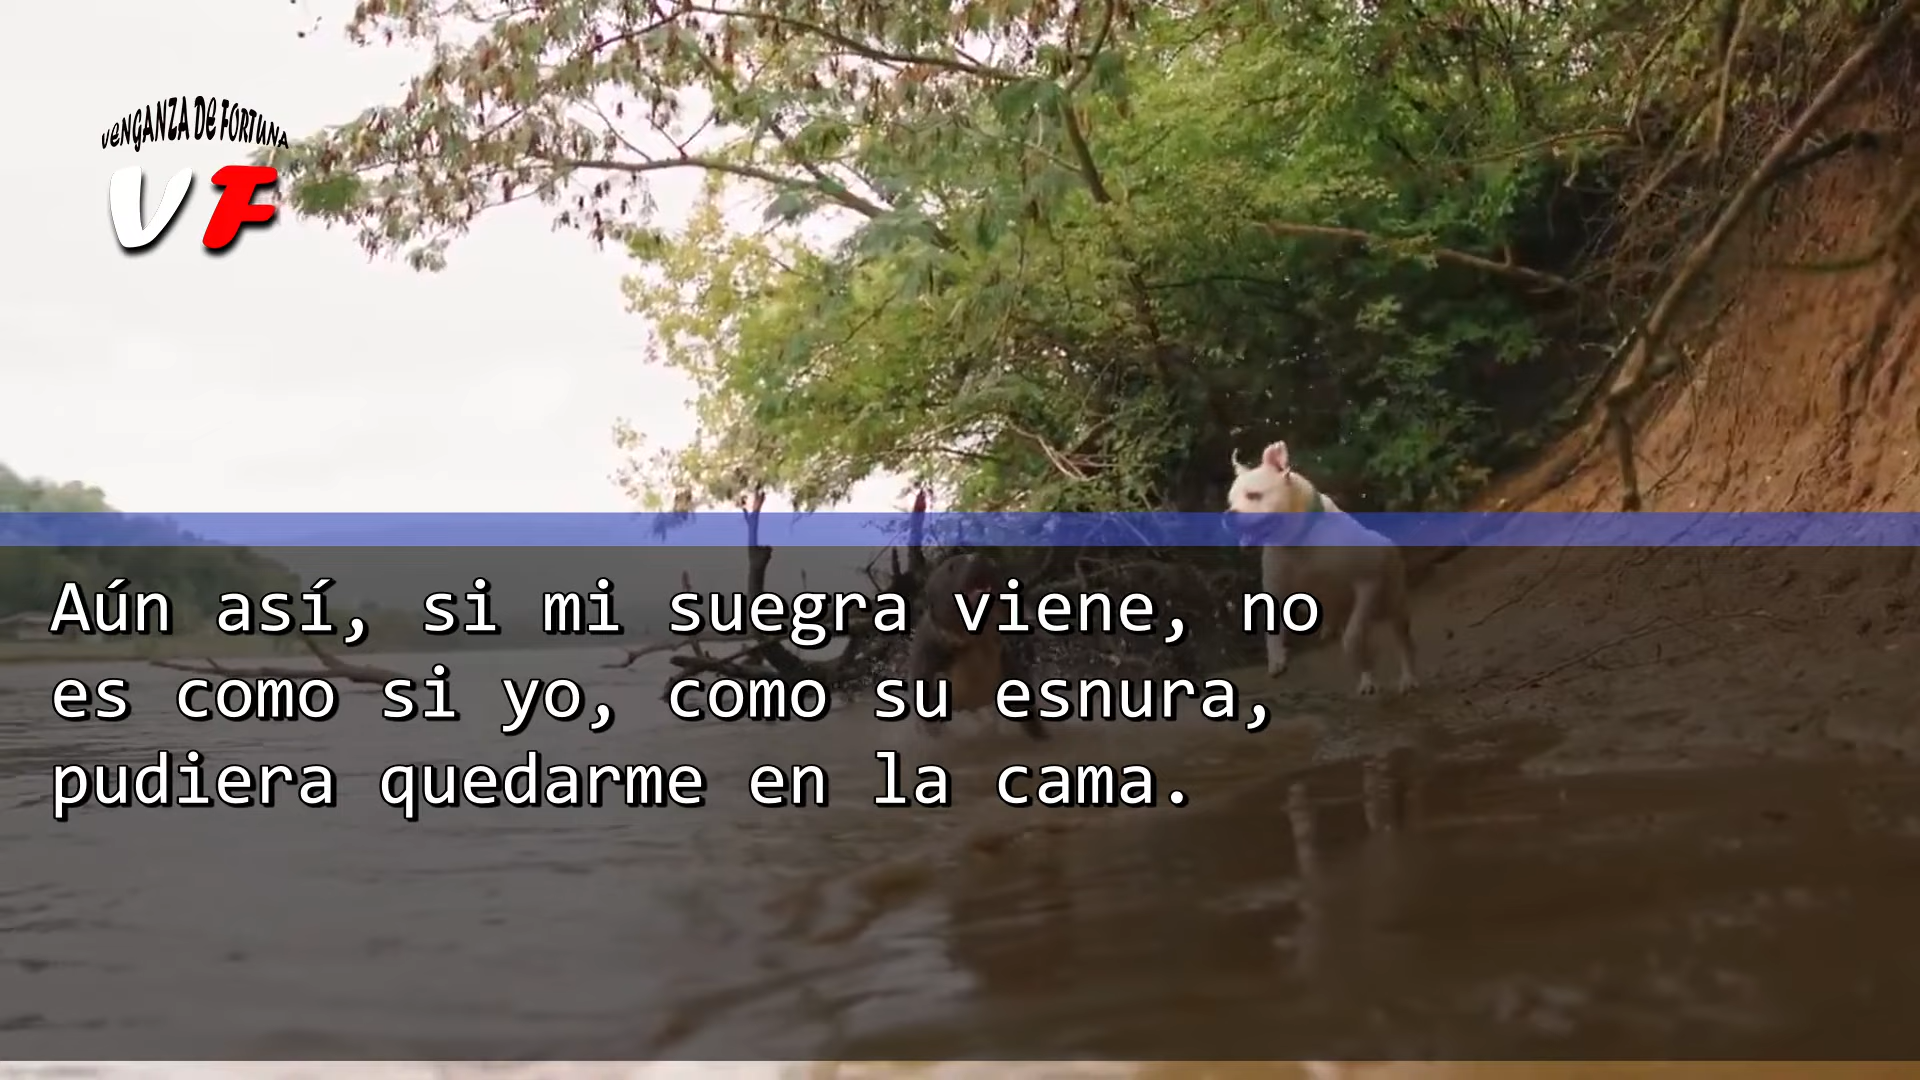 VENGANZA DE FORTUNA
VF
Aún así, si mi suegra viene, no
es como si yo, como su esnura,
pudiera quedarme en la cama.